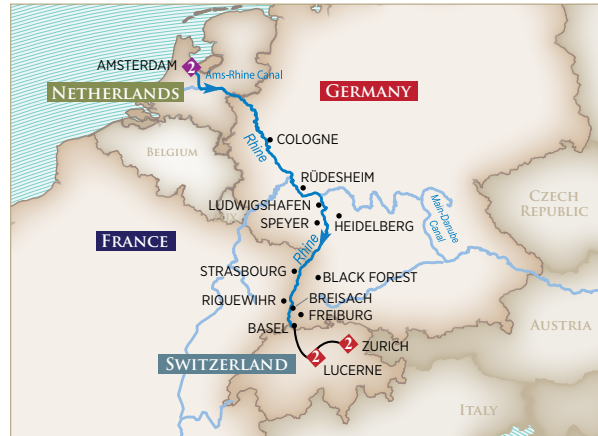 AMSTERDAM
2
Ams-Rhine Canal
NETHERLANDS
GERMANY
Rhine
COLOGNE
BELGIUM
RÜDESHEIM
LUDWIGSHAFEN
SPEYER
HEIDELBERG
Main-Danube
Canal
CZECH
REPUBLIC
FRANCE
Rhine
STRASBOURG
BLACK FOREST
RIQUEWIHR
BREISACH
FREIBURG
BASEL
AUSTRIA
2
ZURICH
SWITZERLAND
2
LUCERNE
ITALY